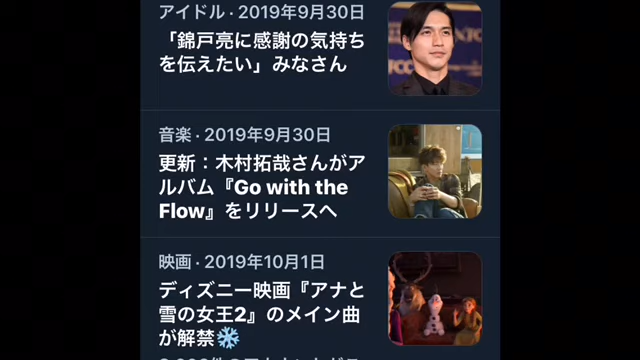 アイドル · 2019年9月30日
「錦戸亮に感謝の気持ち
を伝えたい」みなさん
音楽 · 2019年9月30日
更新：木村拓哉さんがア
ルバム『Go with the
Flow』をリリースへ
映画 · 2019年10月1日
ディズニー映画『アナと
雪の女王2』のメイン曲
が解禁❄️